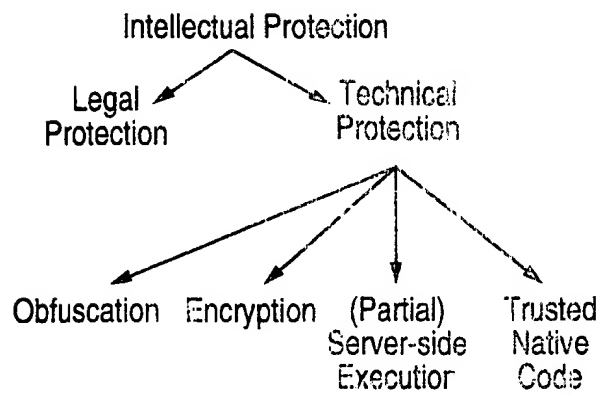 Intellectual Protection
Legal
Protection
Technical
Protection
Obfuscation
Encryption
(Partial)
Server-side
Execution
Trusted
Native
Code